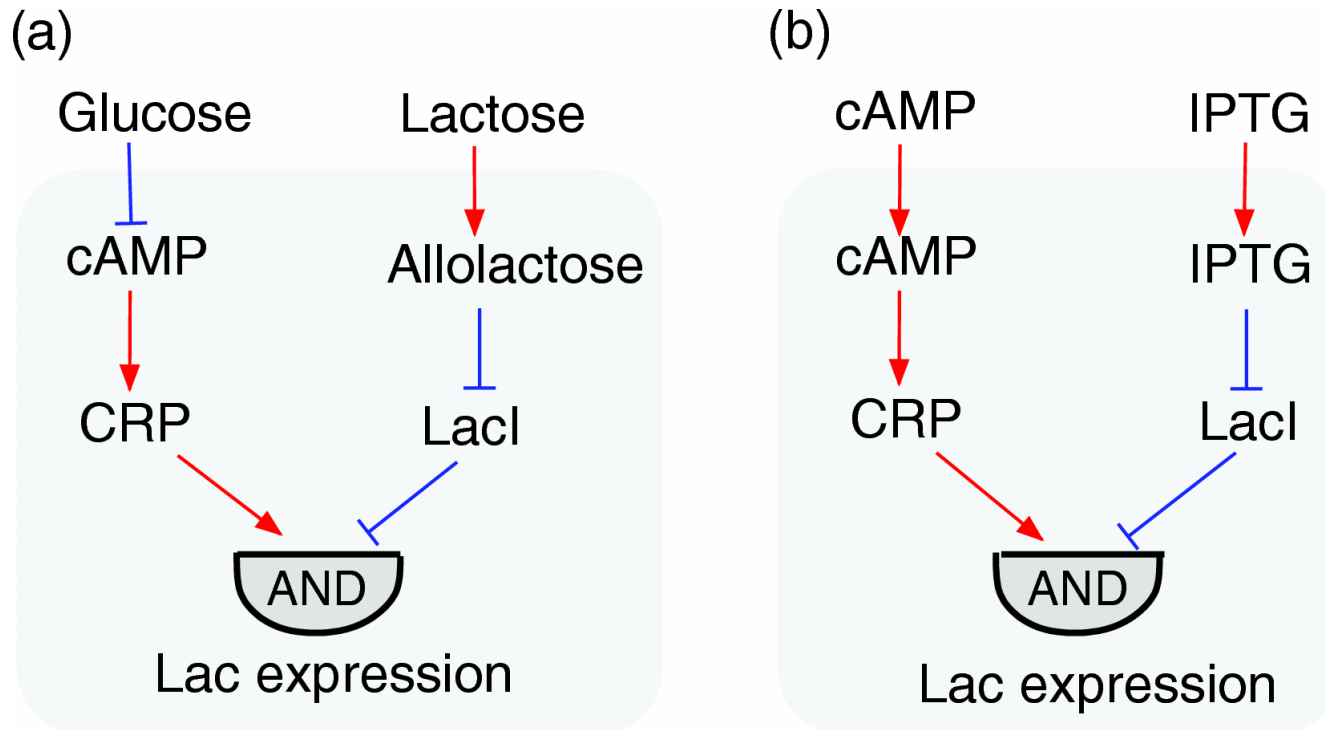 (a)
Glucose
Lactose
cAMP
Allolactose
CRP
LacI
AND
Lac expression
(b)
cAMP
IPTG
cAMP
IPTG
CRP
LacI
AND
Lac expression